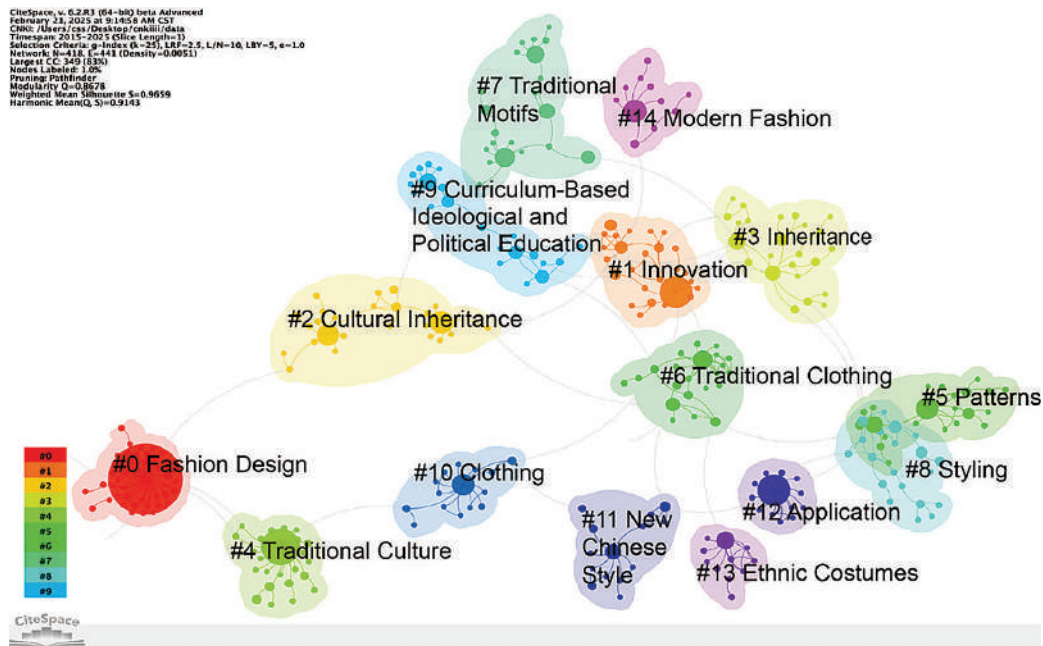 CiteSpace, v. 6.2.R3 (64-bit) beta Advanced
February 21, 2025 at 9:14:58 AM CST
CNKI: /Users/css/Desktop/cnkiiii/data
Timespan: 2015-2025 (Slice Length=1)
Selection Criteria: g-index (k=25), LRF=2.5, L/N=10, LBY=5, e=1.0
Network: N=418, E=441 (Density=0.0051)
Largest CC: 349 (83%)
Nodes Labeled: 1.0%
Pruning: Pathfinder
Modularity Q=0.8678
Weighted Mean Silhouette S=0.9659
Harmonic Mean(Q, S)=0.9143
#7 Traditional
Motifs
#14 Modern Fashion
#9 Curriculum-Based
Ideological and
Political Education
#3 Inheritance
#1 Innovation
#2 Cultural Inheritance
#6 Traditional Clothing
#5 Patterns
#0 Fashion Design
#10 Clothing
#8 Styling
#12 Application
#11 New
Chinese
Style
#4 Traditional Culture
#13 Ethnic Costumes
#0
#1
#2
#3
#4
#5
#6
#7
#8
#9
CiteSpace